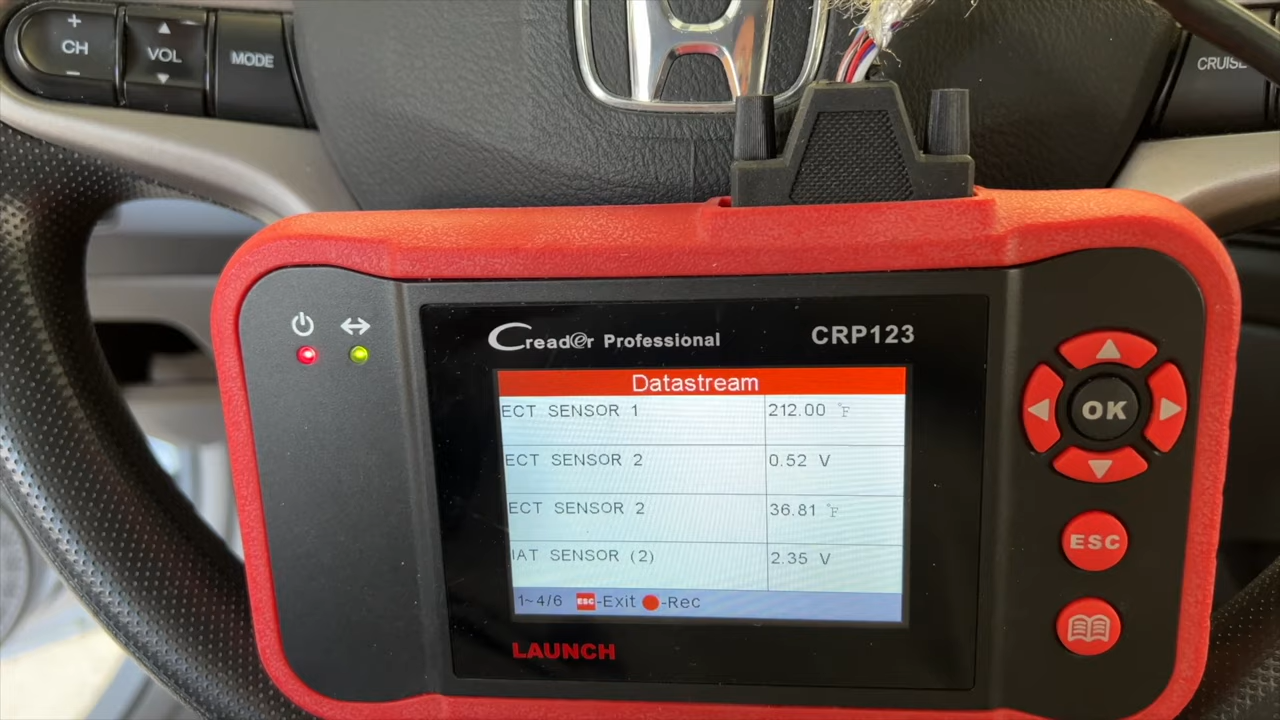 +
CH
VOL
MODE
−
CRUISE
Creader Professional
CRP123
Datastream
ECT SENSOR 1 212.00 °F
ECT SENSOR 2 0.52 V
ECT SENSOR 2 36.81 °F
IAT SENSOR (2) 2.35 V
1~4/6 ESC-Exit -Rec
LAUNCH
OK
ESC